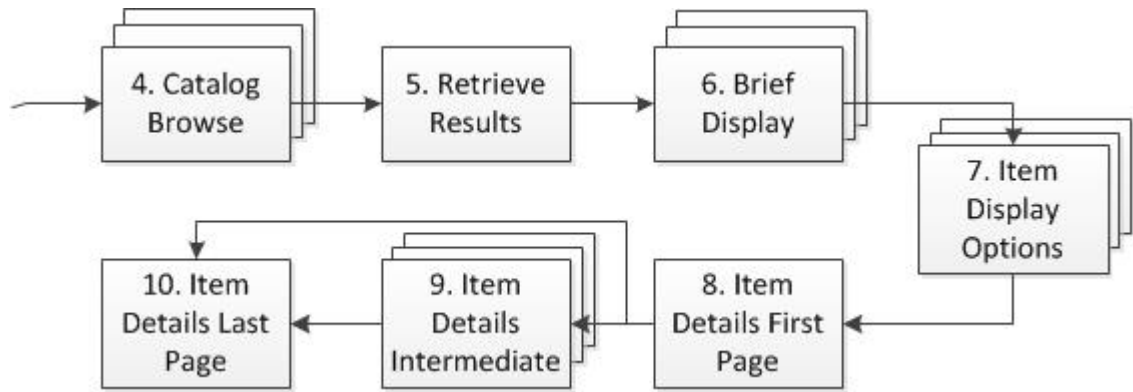 4. Catalog
Browse
5. Retrieve
Results
6. Brief
Display
7. Item
Display
Options
8. Item
Details First
Page
9. Item
Details
Intermediate
10. Item
Details Last
Page